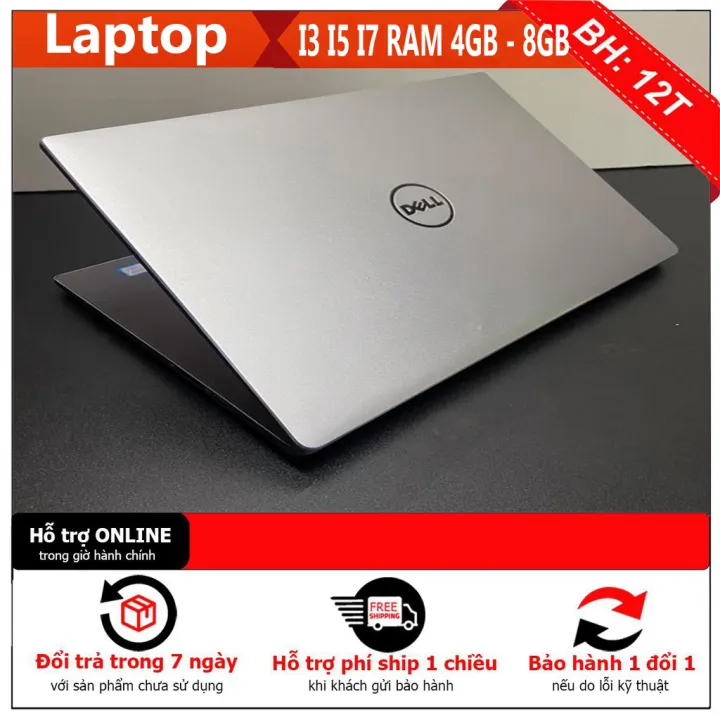 Laptop
I3 I5 I7 RAM 4GB - 8GB
BH: 12T
DELL
Hỗ trợ ONLINE
trong giờ hành chính
FREE
SHIPPING
Đổi trả trong 7 ngày
với sản phẩm chưa sử dụng
Hỗ trợ phí ship 1 chiều
khi khách gửi bảo hành
Bảo hành 1 đổi 1
nếu do lỗi kỹ thuật